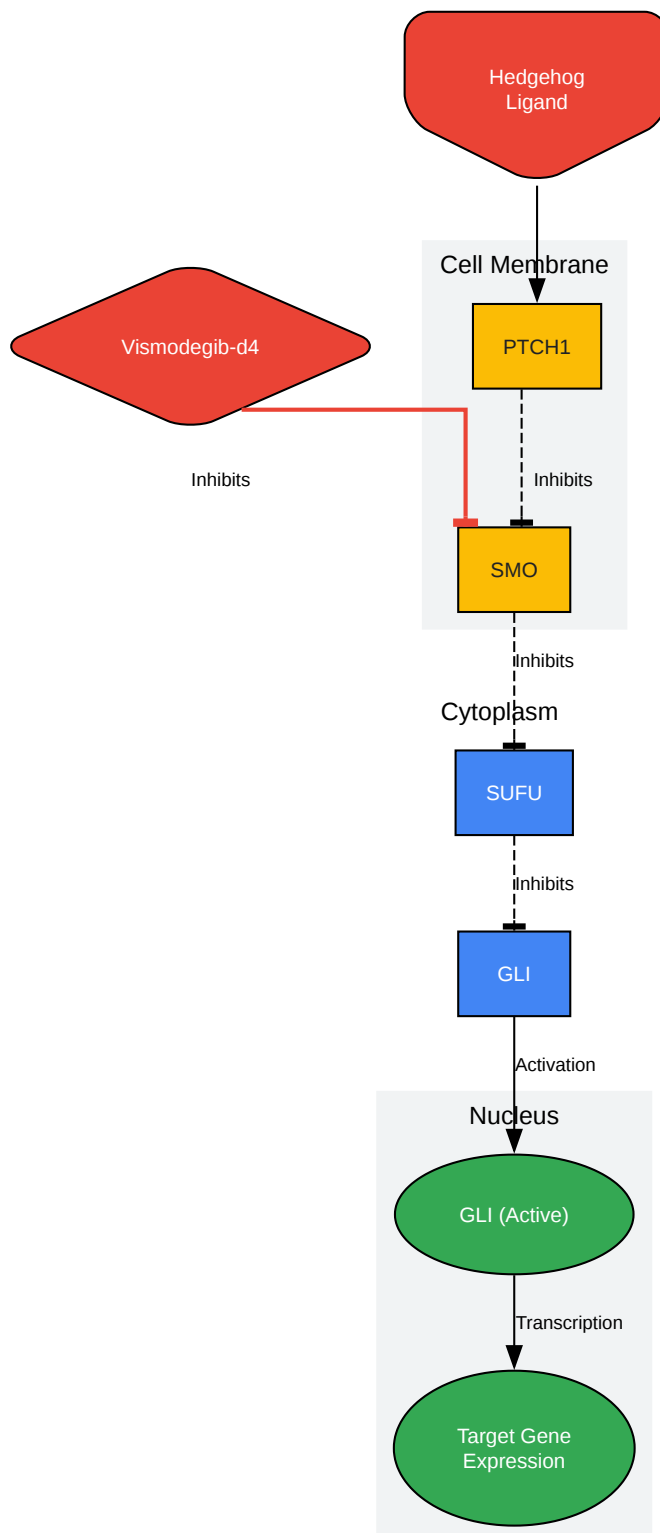 Hedgehog
Ligand
Cell Membrane
Vismodegib-d4
PTCH1
Inhibits
Inhibits
SMO
Inhibits
Cytoplasm
SUFU
Inhibits
GLI
Activation
Nucleus
GLI (Active)
Transcription
Target Gene
Expression